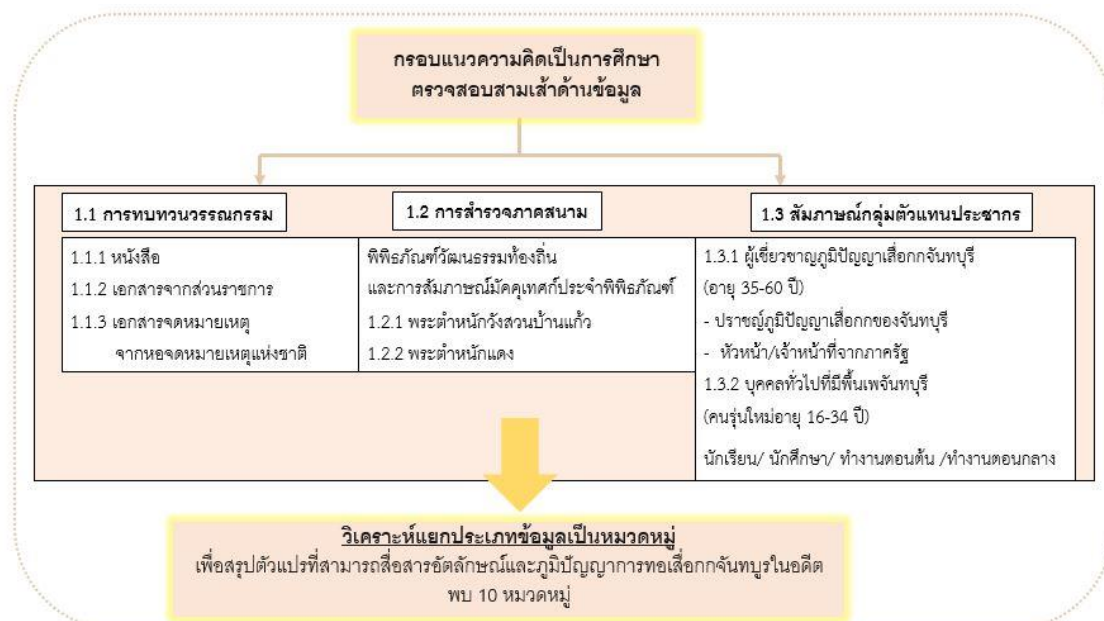 กรอบแนวความคิดเป็นการศึกษา
ตรวจสอบสามเส้าด้านข้อมูล
1.1 การทบทวนวรรณกรรม
1.1.1 หนังสือ
1.1.2 เอกสารจากส่วนราชการ
1.1.3 เอกสารจดหมายเหตุ
จากหอจดหมายเหตุแห่งชาติ
1.2 การสำรวจภาคสนาม
พิพิธภัณฑ์วัฒนธรรมท้องถิ่น
และการสัมภาษณ์มัคคุเทศก์ประจำพิพิธภัณฑ์
1.2.1 พระตำหนักวังสวนบ้านแก้ว
1.2.2 พระตำหนักแดง
1.3 สัมภาษณ์กลุ่มตัวแทนประชากร
1.3.1 ผู้เชี่ยวชาญภูมิปัญญาเสื่อกกจันทบุรี
(อายุ 35-60 ปี)
- ปราชญ์ภูมิปัญญาเสื่อกกของจันทบุรี
- หัวหน้า/เจ้าหน้าที่จากภาครัฐ
1.3.2 บุคคลทั่วไปที่มีพื้นเพจันทบุรี
(คนรุ่นใหม่อายุ 16-34 ปี)
นักเรียน/ นักศึกษา/ ทำงานตอนต้น /ทำงานตอนกลาง
วิเคราะห์แยกประเภทข้อมูลเป็นหมวดหมู่
เพื่อสรุปตัวแปรที่สามารถสื่อสารอัตลักษณ์และภูมิปัญญาการทอเสื่อกกจันทบูรในอดีต
พบ 10 หมวดหมู่